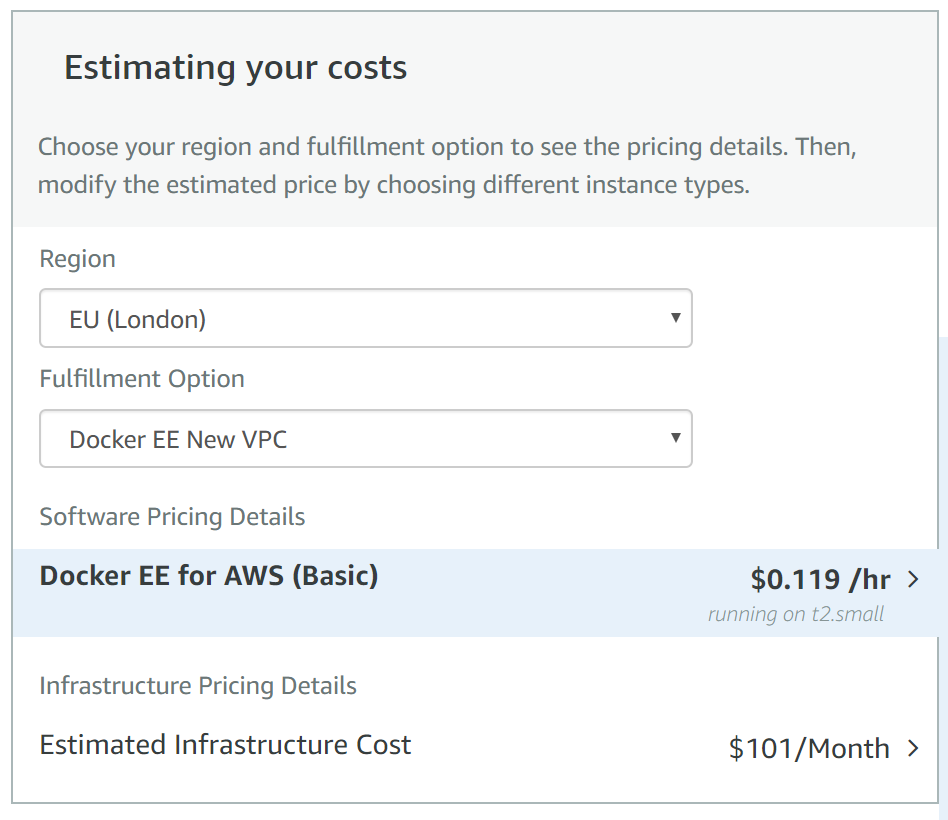 Estimating your costs
Choose your region and fulfillment option to see the pricing details. Then,
modify the estimated price by choosing different instance types.
Region
EU (London)
Fulfillment Option
Docker EE New VPC
Software Pricing Details
Docker EE for AWS (Basic)
$0.119 /hr
running on t2.small
Infrastructure Pricing Details
Estimated Infrastructure Cost
$101/Month